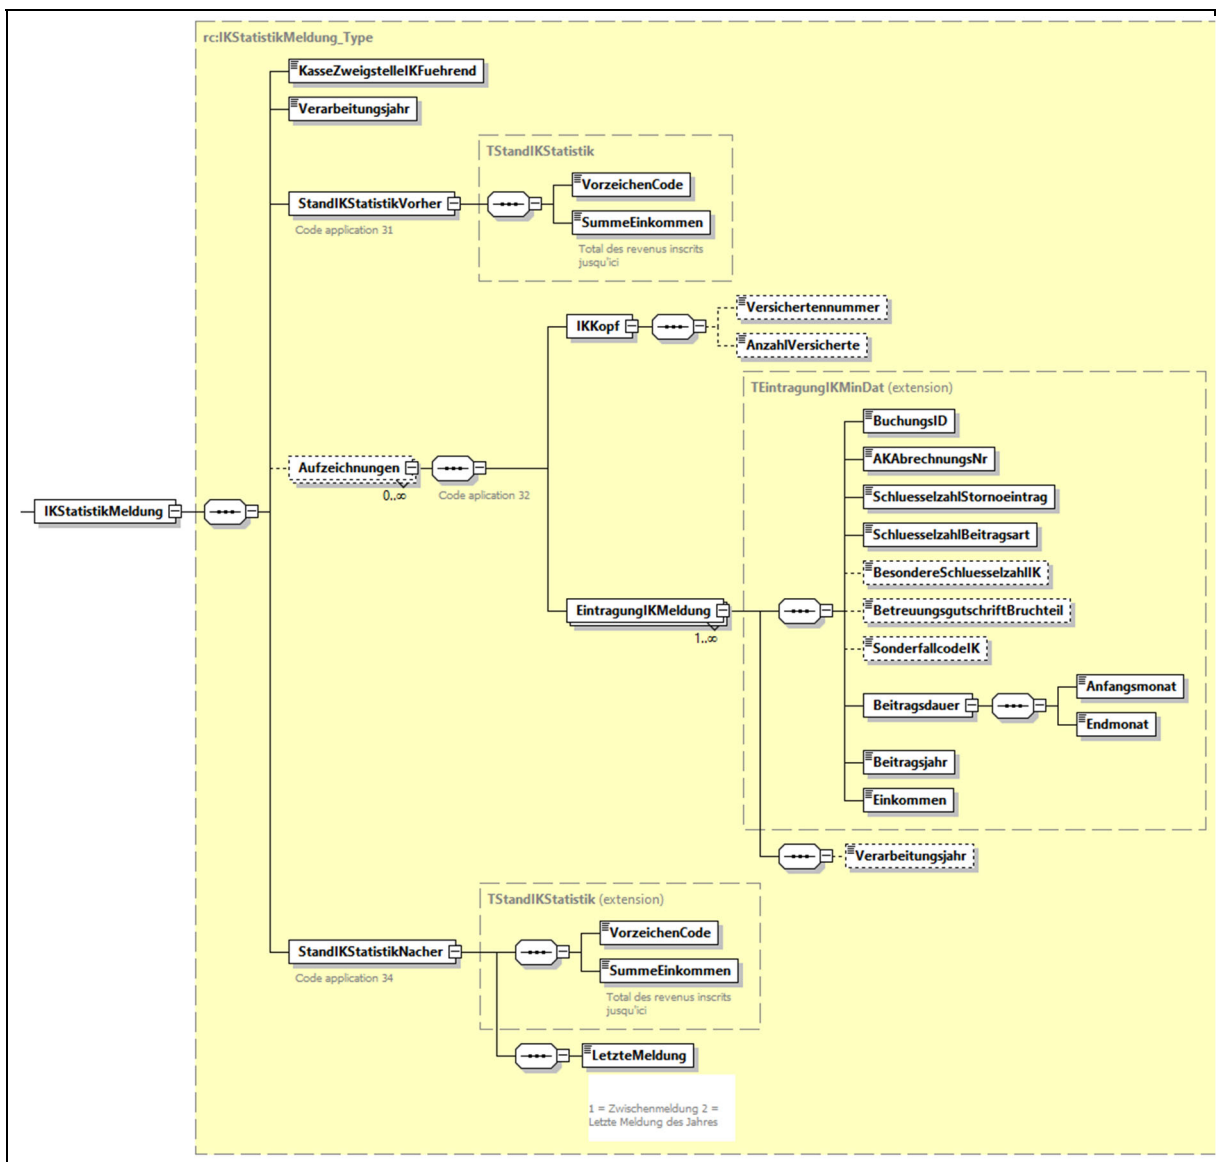 rc:IKStatistikMeldung_Type
KasseZweigstelleIKFuehrend
Verarbeitungsjahr
TStandIKStatistik
VorzeichenCode
StandIKStatistikVorher
Code application 31
SummeEinkommen
Total des revenus inscrits
jusqu'ici
Versichertennummer
IKKopf
AnzahlVersicherte
TEintragungIKMinDat (extension)
BuchungsID
AKAbrechnungsNr
Aufzeichnungen
0..∞
Code aplication 32
SchluesselzahlStornoeintrag
IKStatistikMeldung
SchluesselzahlBeitragsart
BesondereSchluesselzahlIK
EintragungIKMeldung
1..∞
BetreuungsgutschriftBruchteil
SonderfallcodeIK
Anfangsmonat
Beitragsdauer
Endmonat
Beitragsjahr
Einkommen
Verarbeitungsjahr
TStandIKStatistik (extension)
VorzeichenCode
StandIKStatistikNacher
Code application 34
SummeEinkommen
Total des revenus inscrits
jusqu'ici
LetzteMeldung
1 = Zwischenmeldung 2 =
Letzte Meldung des Jahres